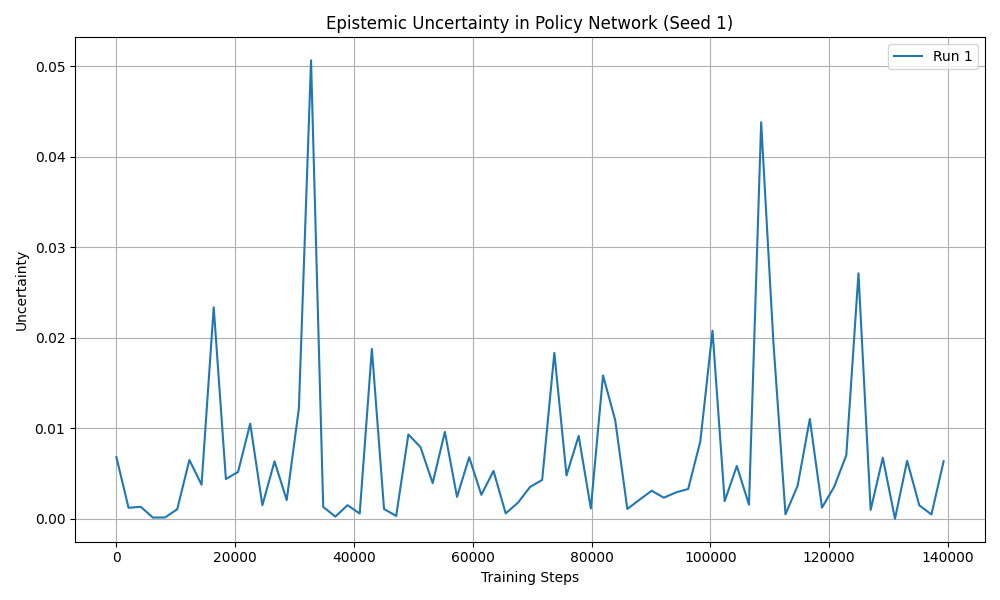 Epistemic Uncertainty in Policy Network (Seed 1)
Run 1
0.05
0.04
0.03
0.02
0.01
0.00
Uncertainty
0 20000 40000 60000 80000 100000 120000 140000
Training Steps